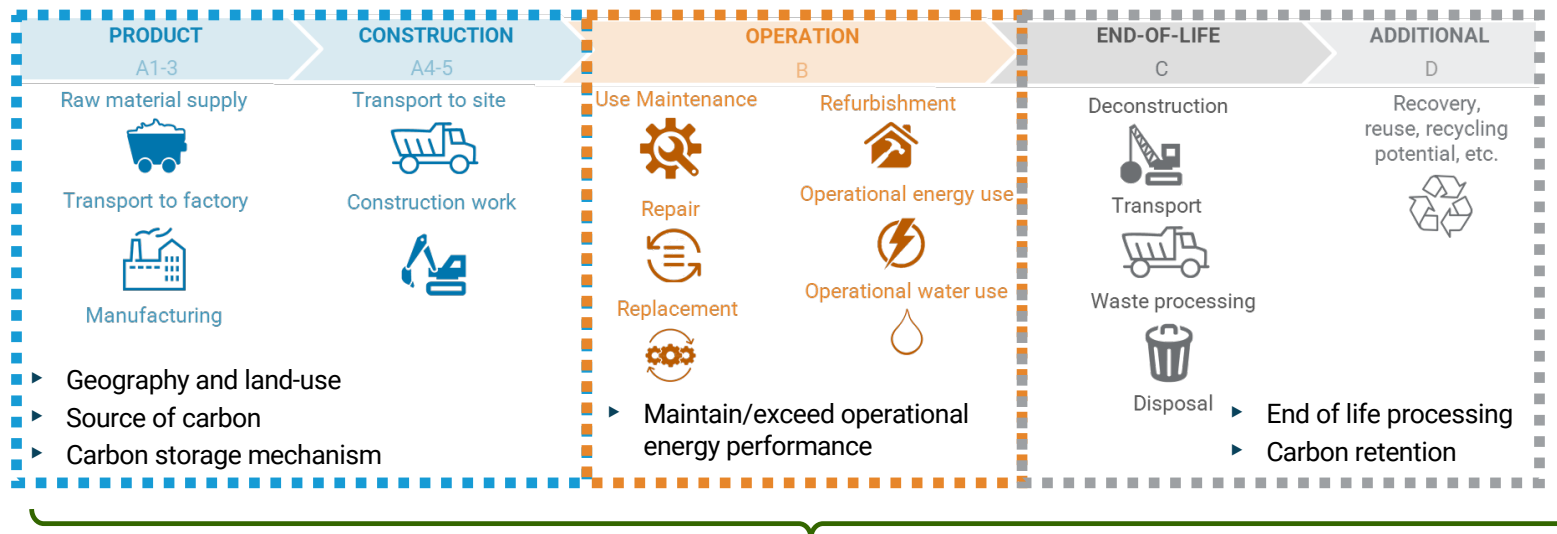 PRODUCT
A1-3
CONSTRUCTION
A4-5
OPERATION
B
END-OF-LIFE
C
ADDITIONAL
D
Raw material supply
Transport to factory
Manufacturing
Transport to site
Construction work
Use Maintenance
Repair
Replacement
Refurbishment
Operational energy use
Operational water use
Deconstruction
Transport
Waste processing
Disposal
Recovery,
reuse, recycling
potential, etc.
Geography and land-use
Source of carbon
Carbon storage mechanism
Maintain/exceed operational
energy performance
End of life processing
Carbon retention